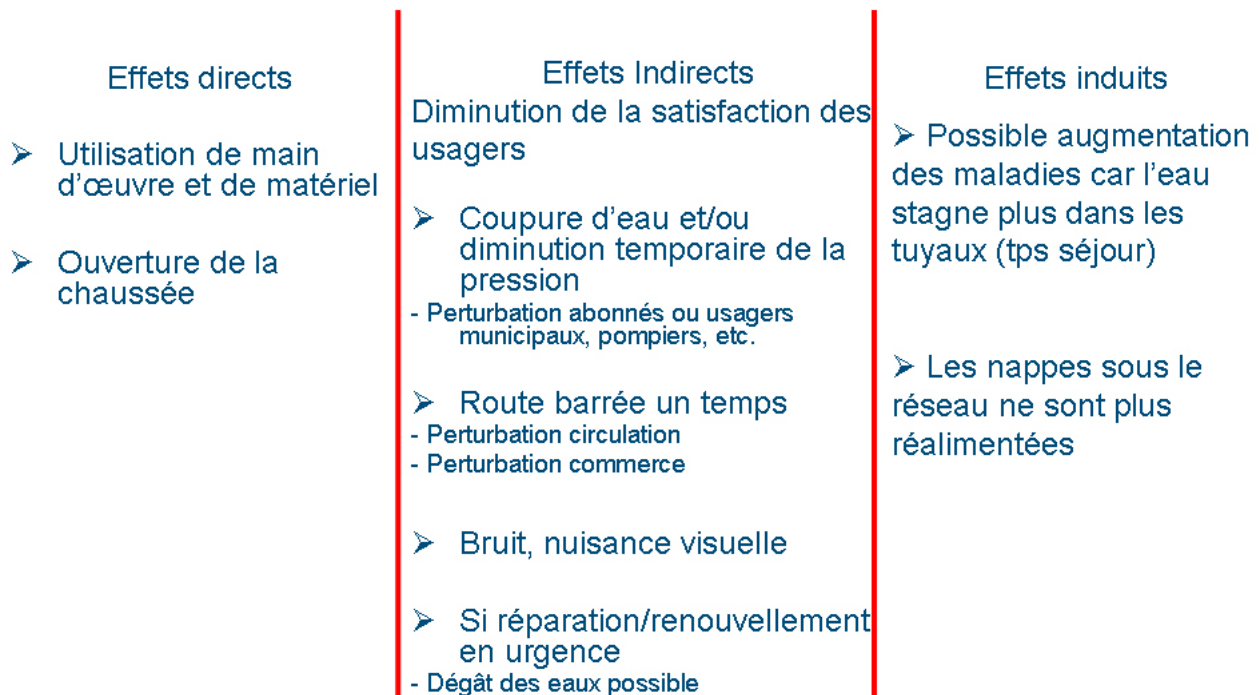 Effets directs
➢ Utilisation de main
d'œuvre et de matériel
➢ Ouverture de la
chaussée
Effets Indirects
Diminution de la satisfaction des
usagers
➢ Coupure d'eau et/ou
diminution temporaire de la
pression
- Perturbation abonnés ou usagers
municipaux, pompiers, etc.
➢ Route barrée un temps
- Perturbation circulation
- Perturbation commerce
➢ Bruit, nuisance visuelle
➢ Si réparation/renouvellement
en urgence
- Dégât des eaux possible
Effets induits
➢ Possible augmentation
des maladies car l'eau
stagne plus dans les
tuyaux (tps séjour)
➢ Les nappes sous le
réseau ne sont plus
réalimentées